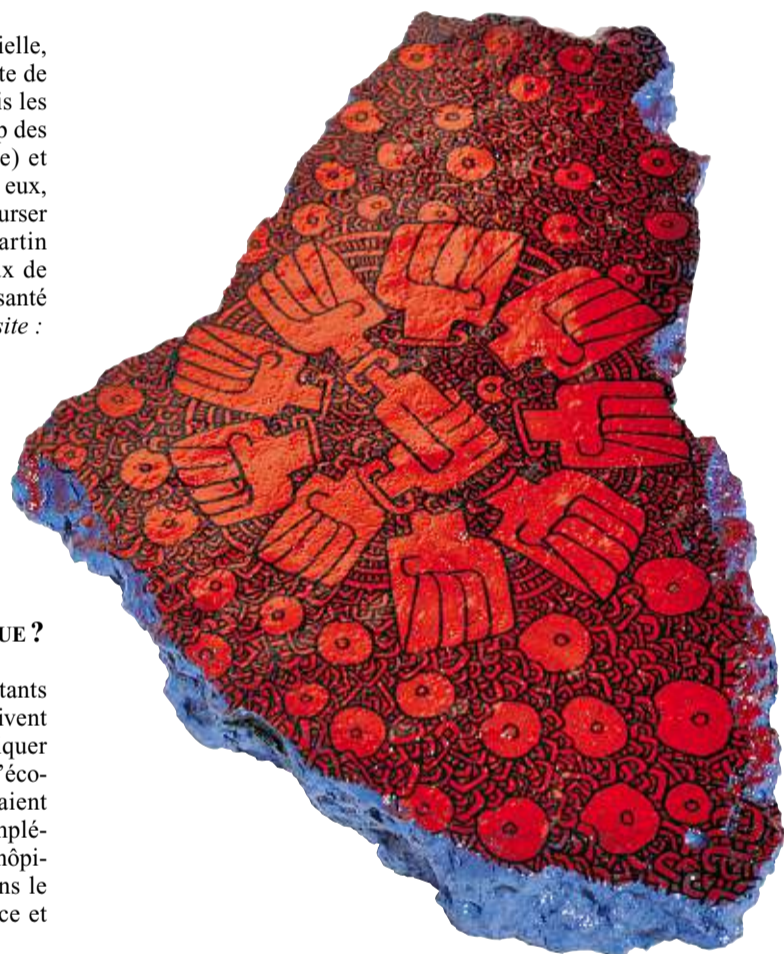 ielle,
te de
is les
p des
e) et
eux,
urser
artin
x de
santé
site :
UE ?
tants
ivent
quer
'éco-
aient
mplé-
hôpi-
ns le
ce et